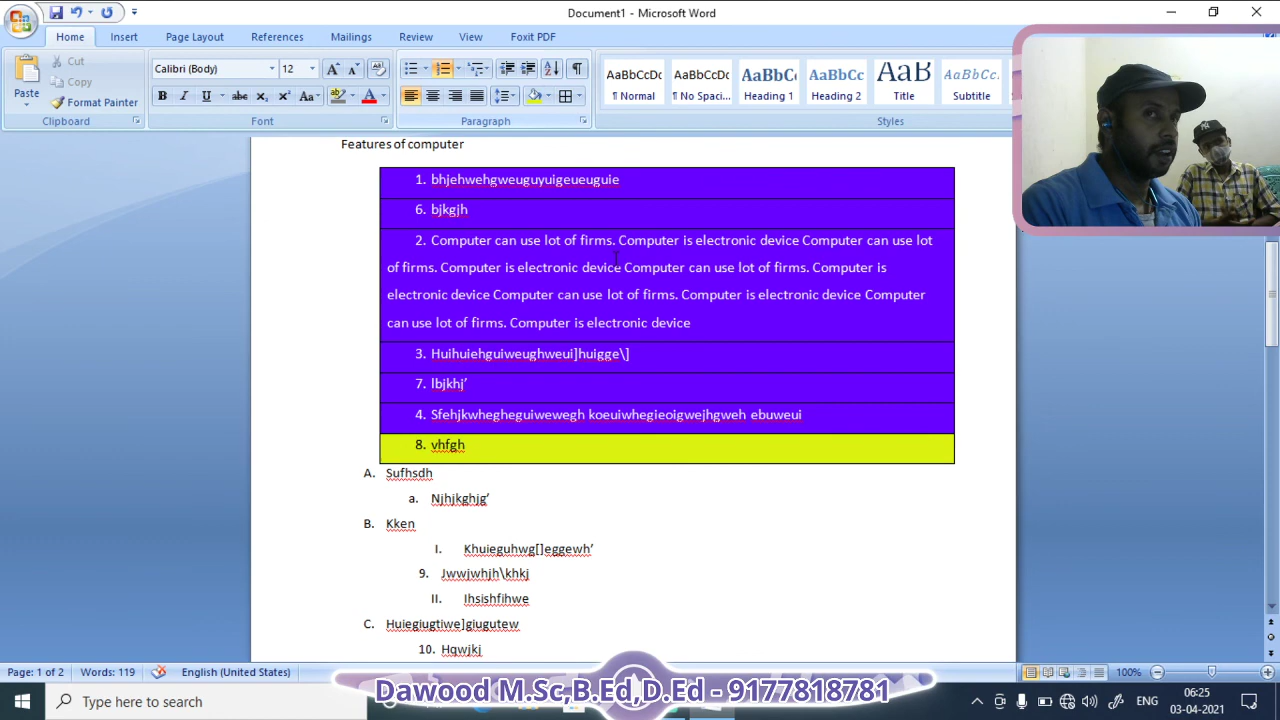 Document1 - Microsoft Word
Home Insert Page Layout References Mailings Review View Foxit PDF
Paste
Cut
Copy
Format Painter
Clipboard
Calibri (Body) 12
Font
Paragraph
AaBbCcDc AaBbCcDc AaBbCc AaBbCc AaB AaBbCcL
¶ Normal ¶ No Spaci... Heading 1 Heading 2 Title Subtitle
Styles
Features of computer
1. bhjehwehgweuguyuigeueuguie
6. bjkgjh
2. Computer can use lot of firms. Computer is electronic device Computer can use lot
of firms. Computer is electronic device Computer can use lot of firms. Computer is
electronic device Computer can use lot of firms. Computer is electronic device Computer
can use lot of firms. Computer is electronic device
3. Huihuiehguiweughweui]huigge\]
7. lbjkhj’
4. Sfehjkwhegheguiwewegh koeuiwhegieoigwejhgweh ebuweui
8. vhfgh
A. Sufhsdh
a. Njhjkghjg’
B. Kken
I. Khuieguhwg[]eggewh’
9. Jwwjwhjh\khkj
II. Ihsishfihwe
C. Huiegiugtiwe]giugutew
10. Hqwjkj
Page: 1 of 2 Words: 119 English (United States) 100%
Dawood M.Sc,B.Ed,D.Ed - 9177818781
Type here to search
ENG
06:25
03-04-2021